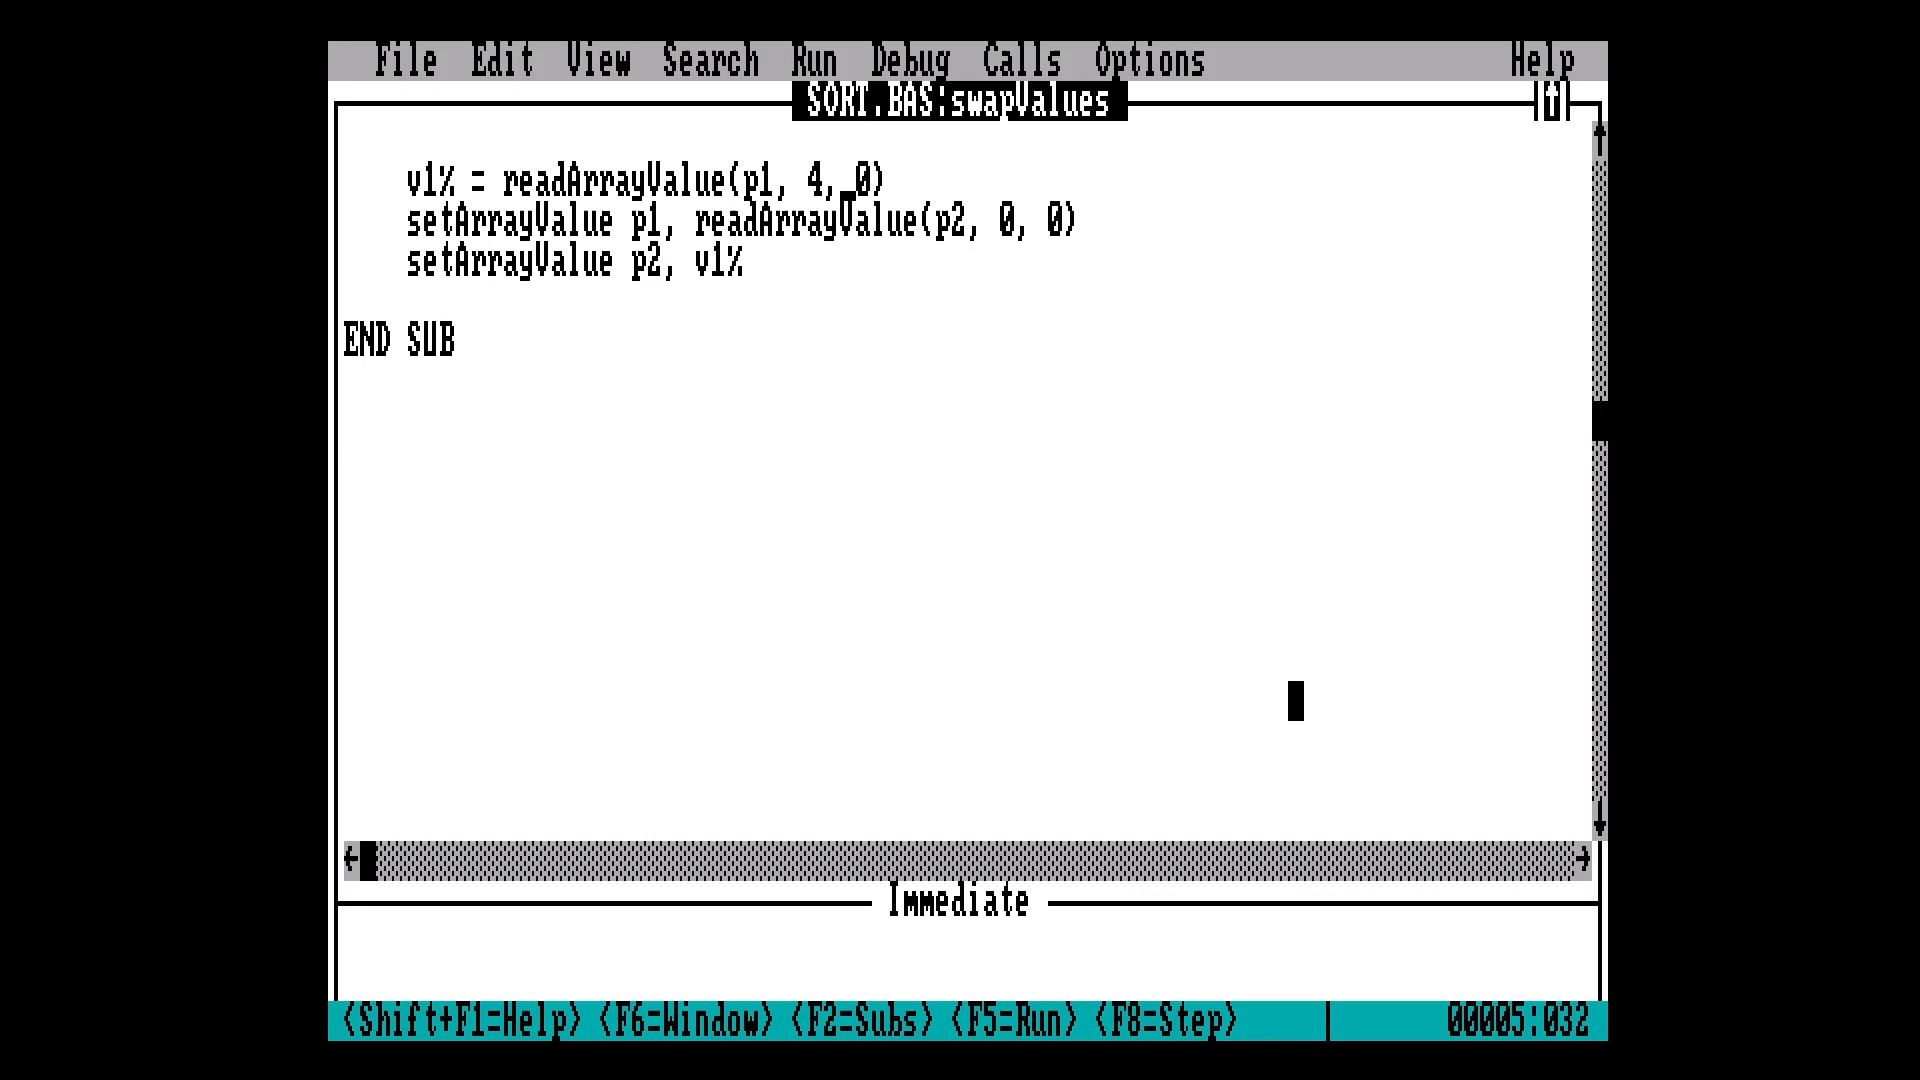 File Edit View Search Run Debug Calls Options Help
SORT.BAS:swapValues
v1% = readArrayValue(p1, 4, 0)
setArrayValue p1, readArrayValue(p2, 0, 0)
setArrayValue p2, v1%
END SUB
Immediate
<Shift+F1=Help> <F6=Window> <F2=Subs> <F5=Run> <F8=Step> 00005:032